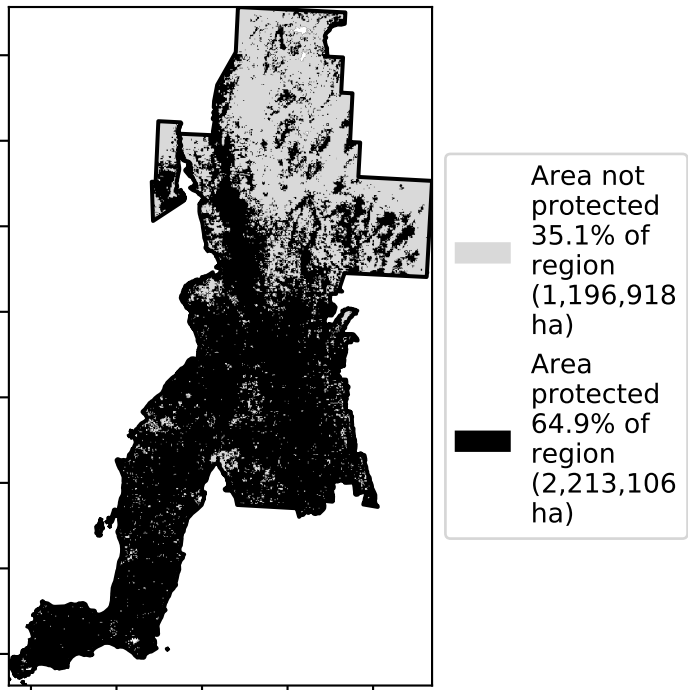 Area not
protected
35.1% of
region
(1,196,918
ha)
Area
protected
64.9% of
region
(2,213,106
ha)